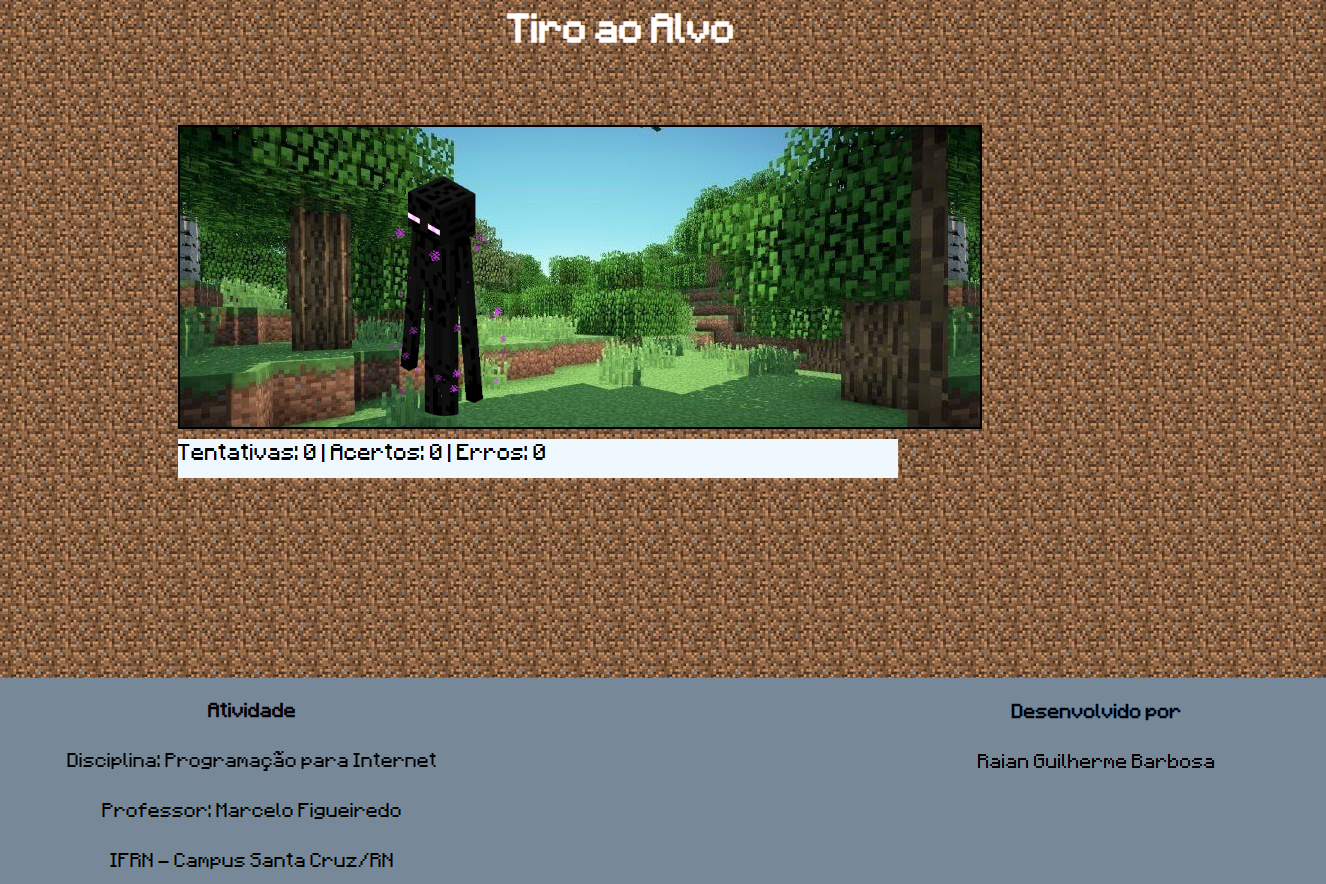 Tiro ao Alvo
Tentativas: 0 | Acertos: 0 | Erros: 0
Atividade
Disciplina: Programação para Internet
Professor: Marcelo Figueiredo
IFRN – Campus Santa Cruz/RN
Desenvolvido por
Raian Guilherme Barbosa